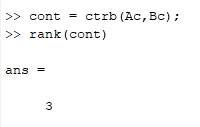 >> cont = ctrb(Ac,Bc);
>> rank(cont)
ans =
3